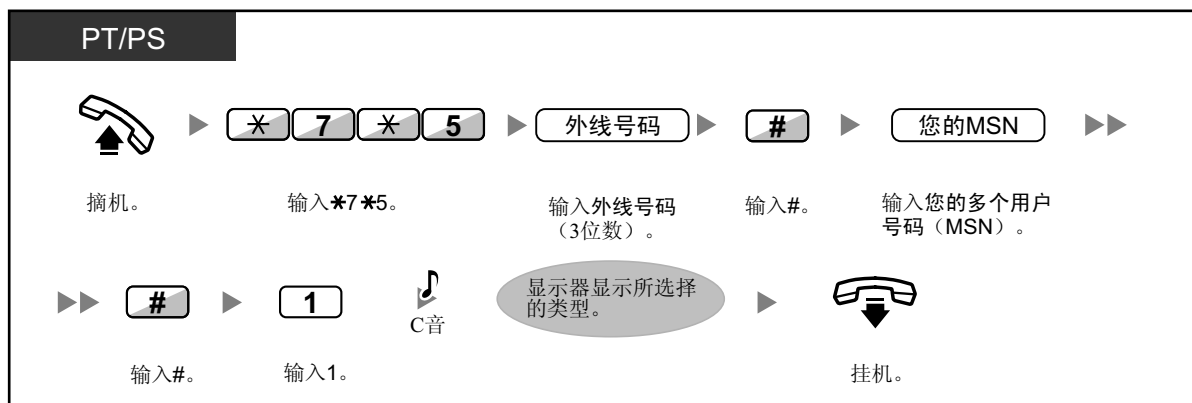 PT/PS
* 7 * 5 外线号码 # 您的MSN
摘机。 输入*7*5。 输入外线号码 输入#。 输入您的多个用户
（3位数）。 号码（MSN）。
# 1 C音 显示器显示所选择
的类型。
输入#。 输入1。 挂机。